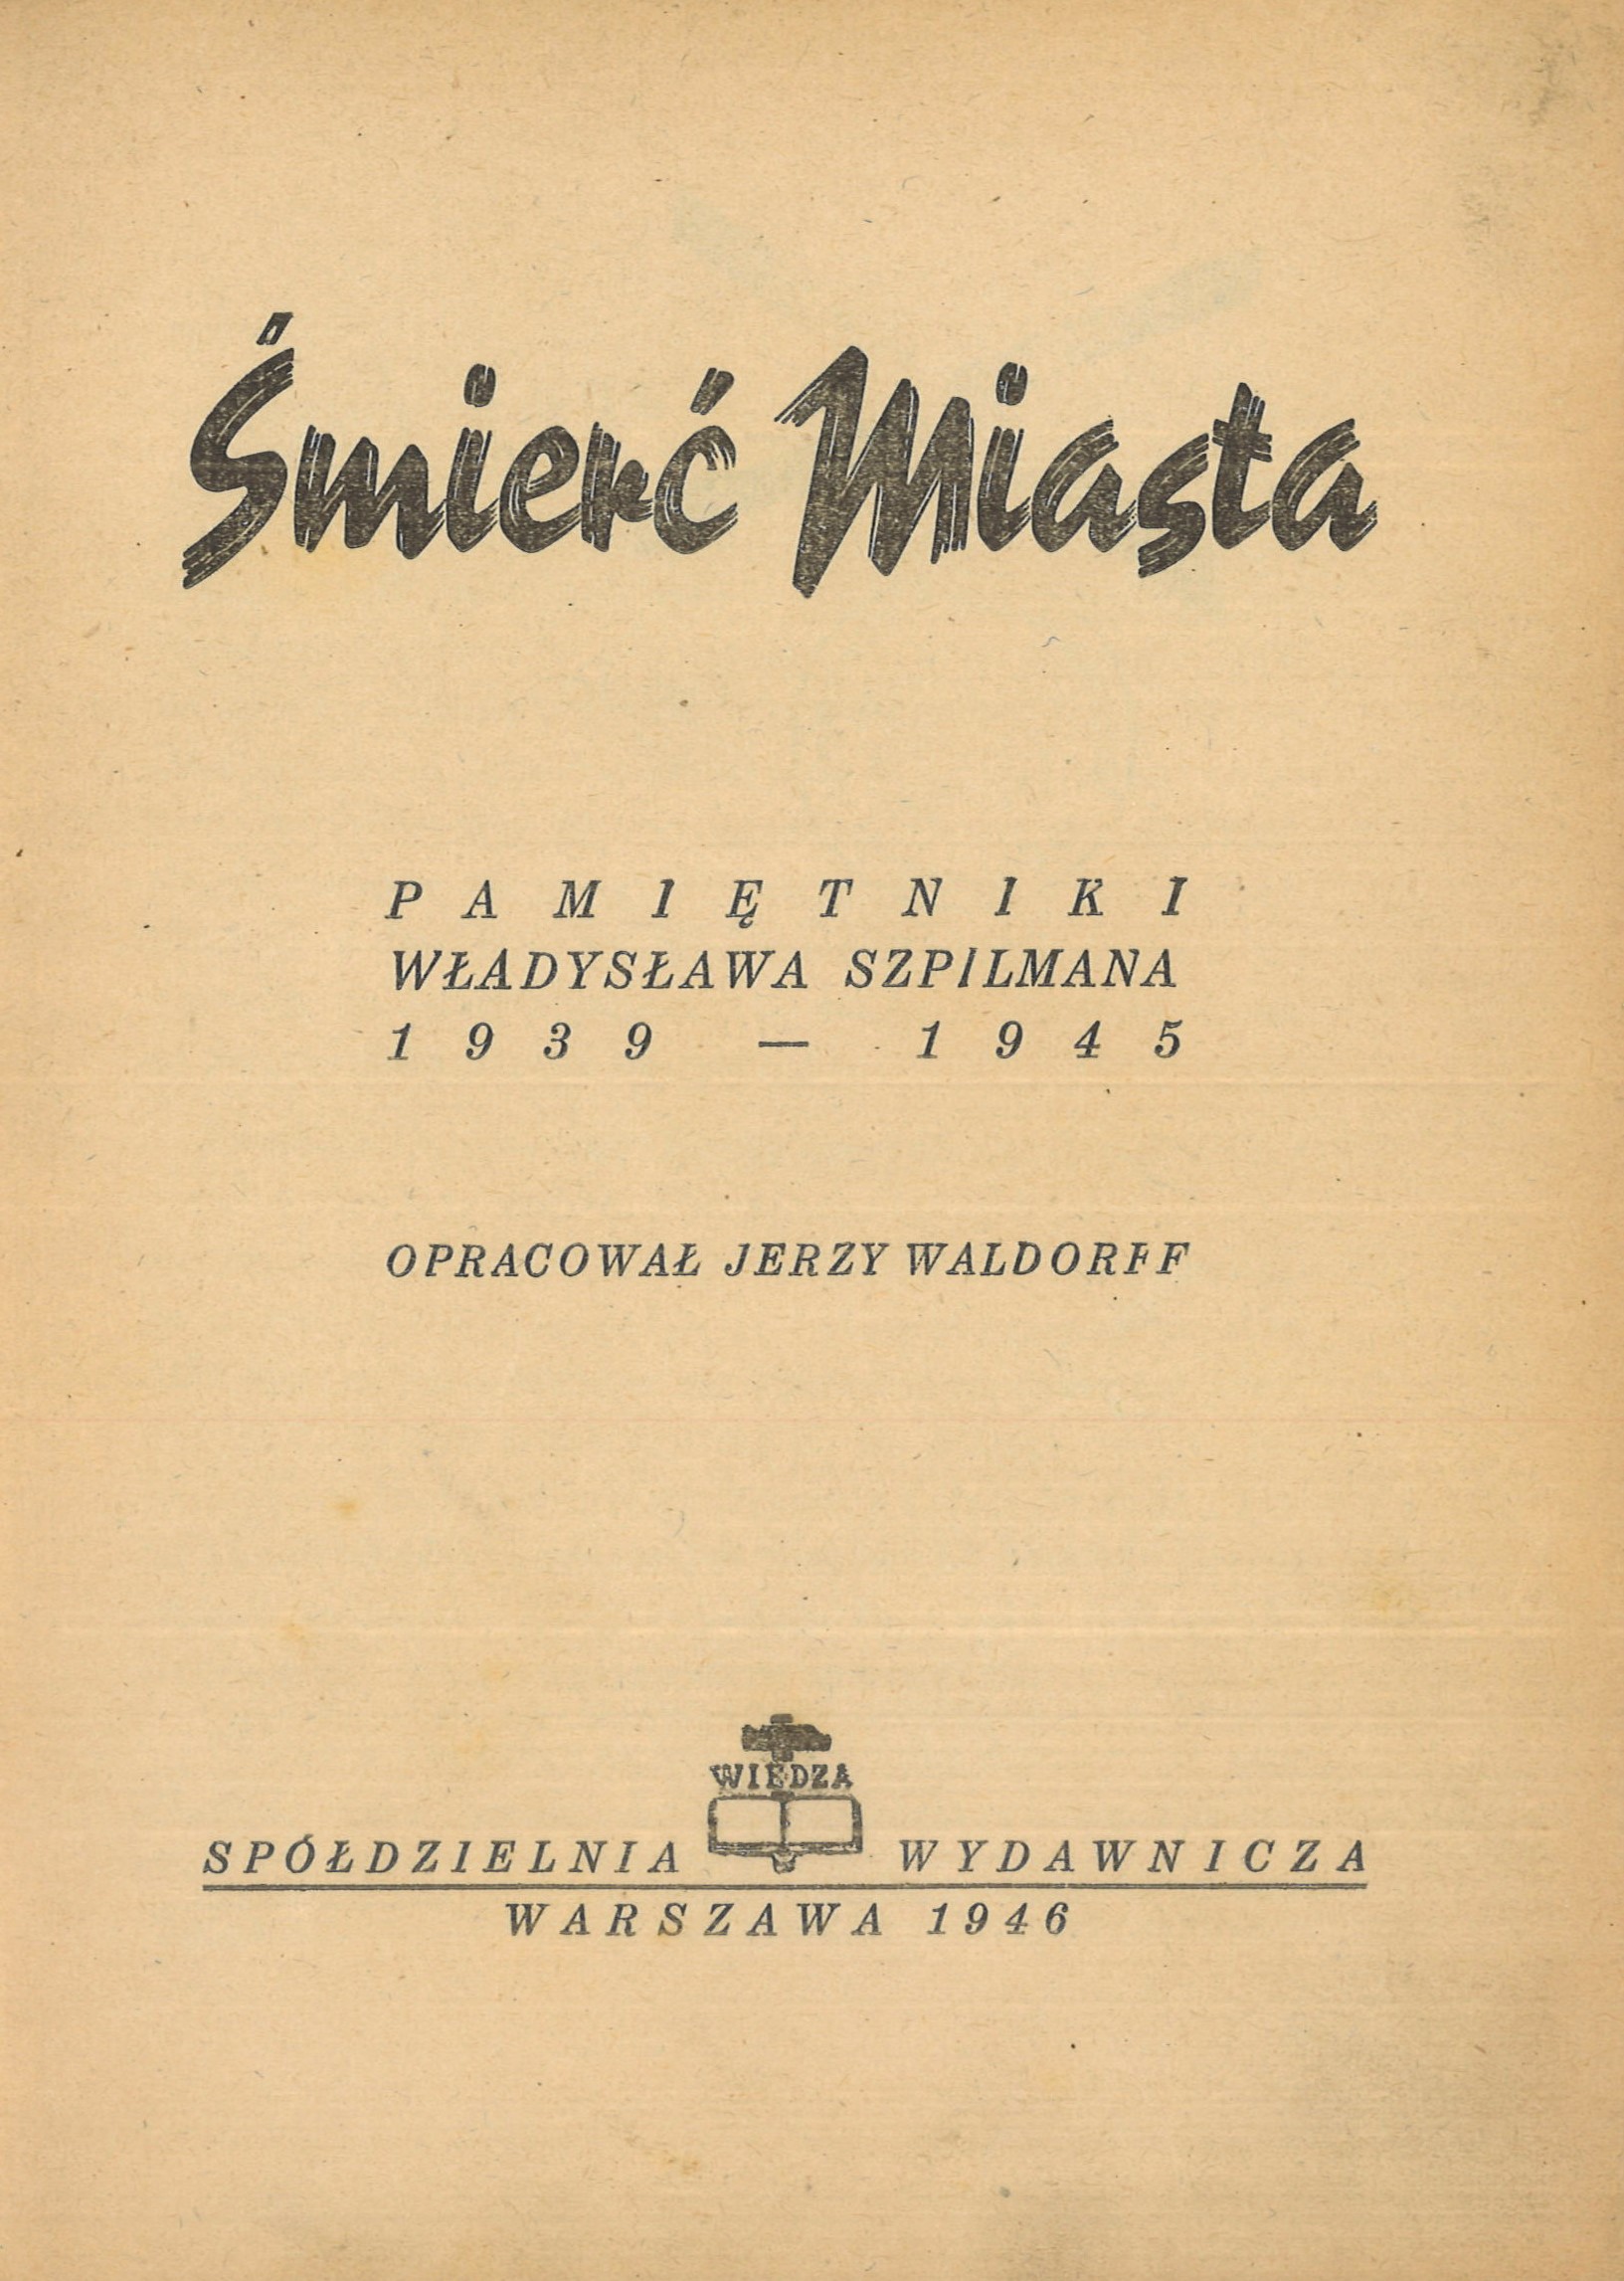 Śmierć Miasta
PAMIĘTNIKI
WŁADYSŁAWA SZPILMANA
1939 — 1945
OPRACOWAŁ JERZY WALDORFF
WIEDZA
SPÓŁDZIELNIA WYDAWNICZA
WARSZAWA 1946